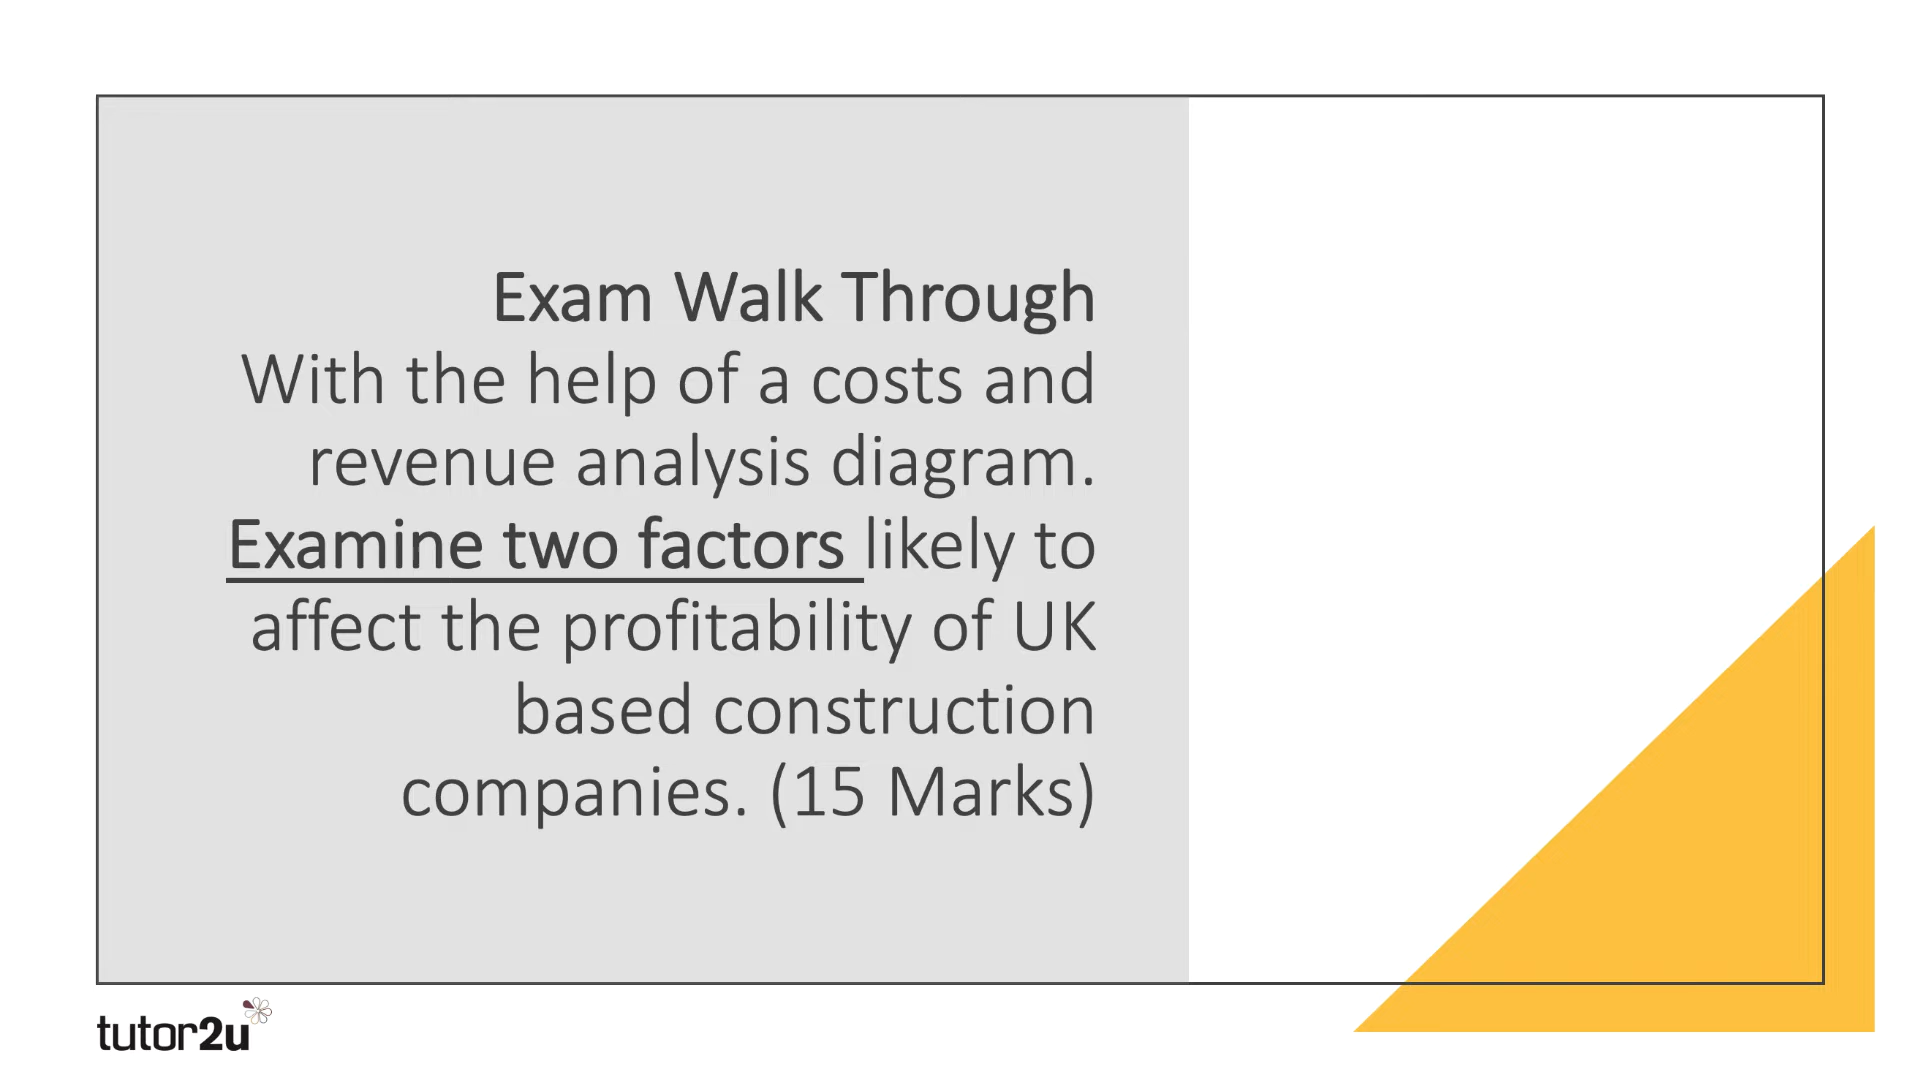 Exam Walk Through
With the help of a costs and
revenue analysis diagram.
Examine two factors likely to
affect the profitability of UK
based construction
companies. (15 Marks)
tutor2u